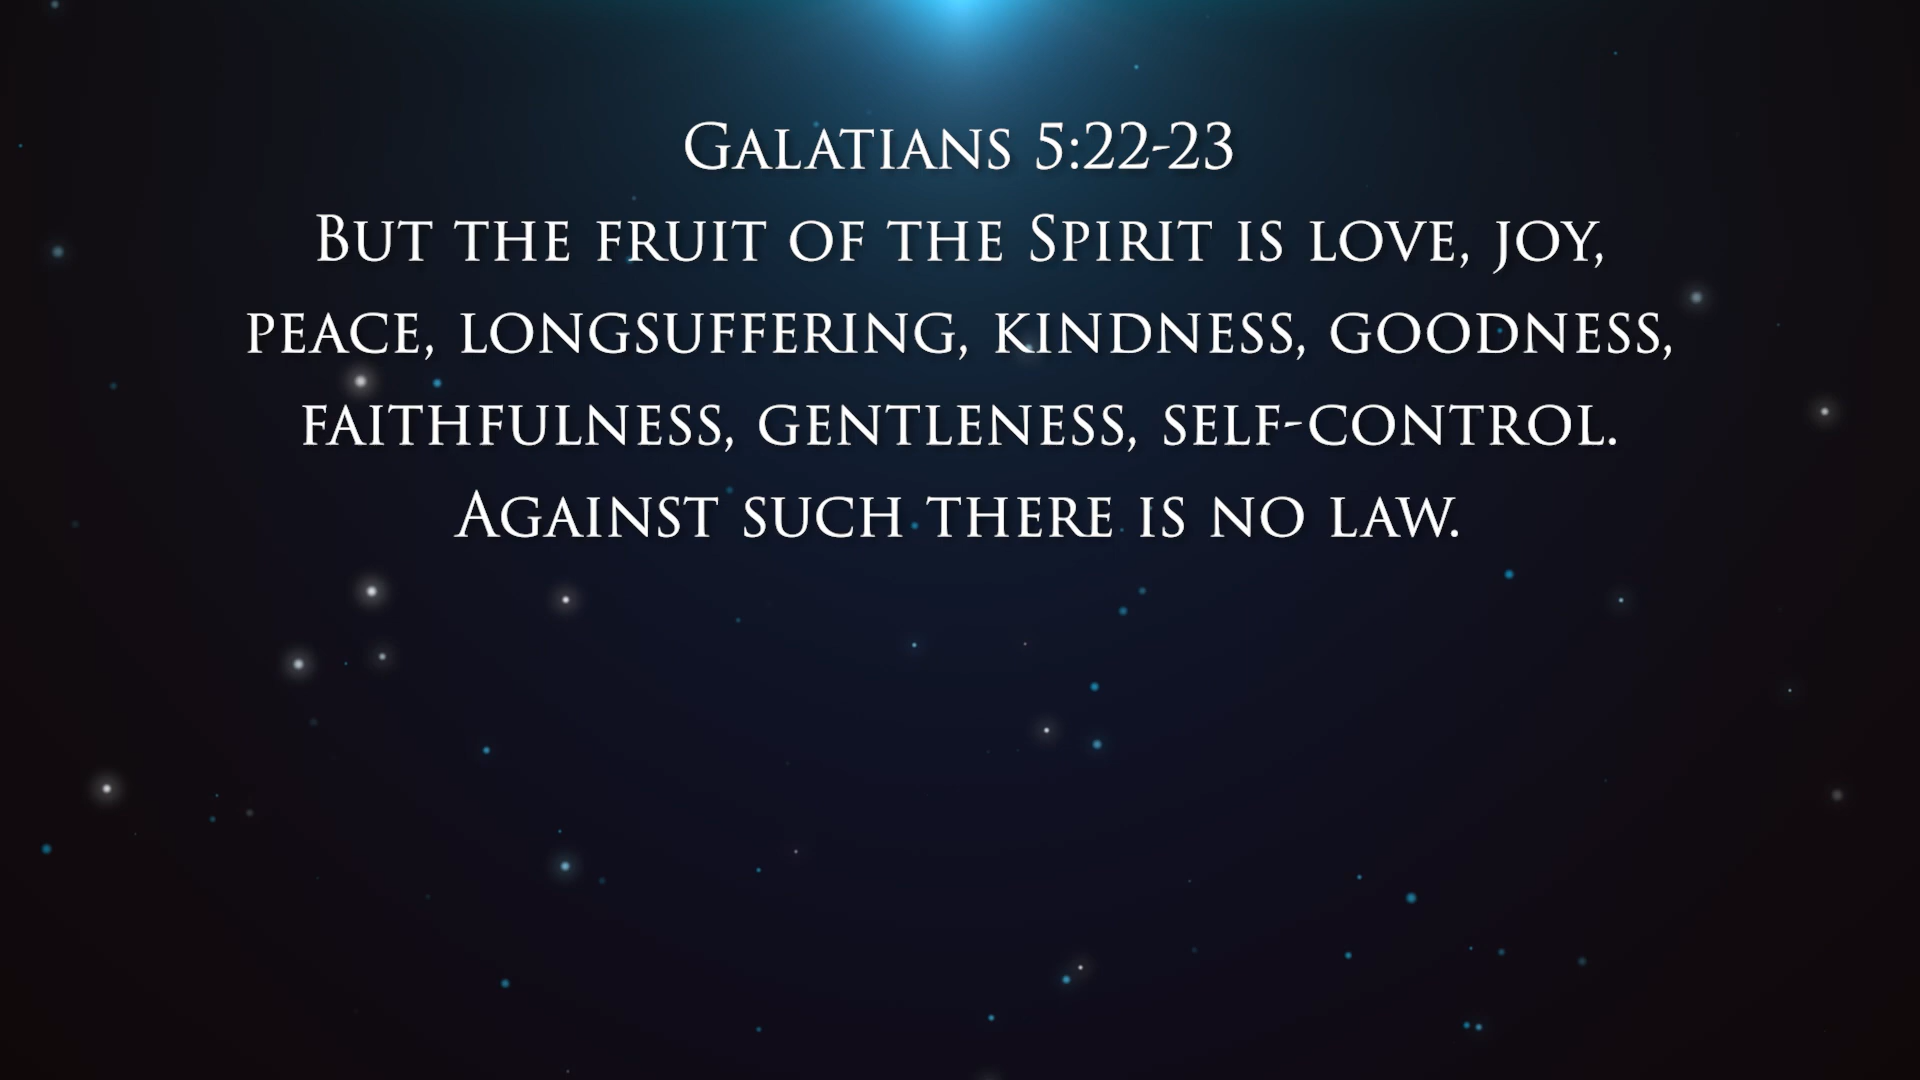 Galatians 5:22-23
But the fruit of the Spirit is love, joy,
peace, longsuffering, kindness, goodness,
faithfulness, gentleness, self-control.
Against such there is no law.